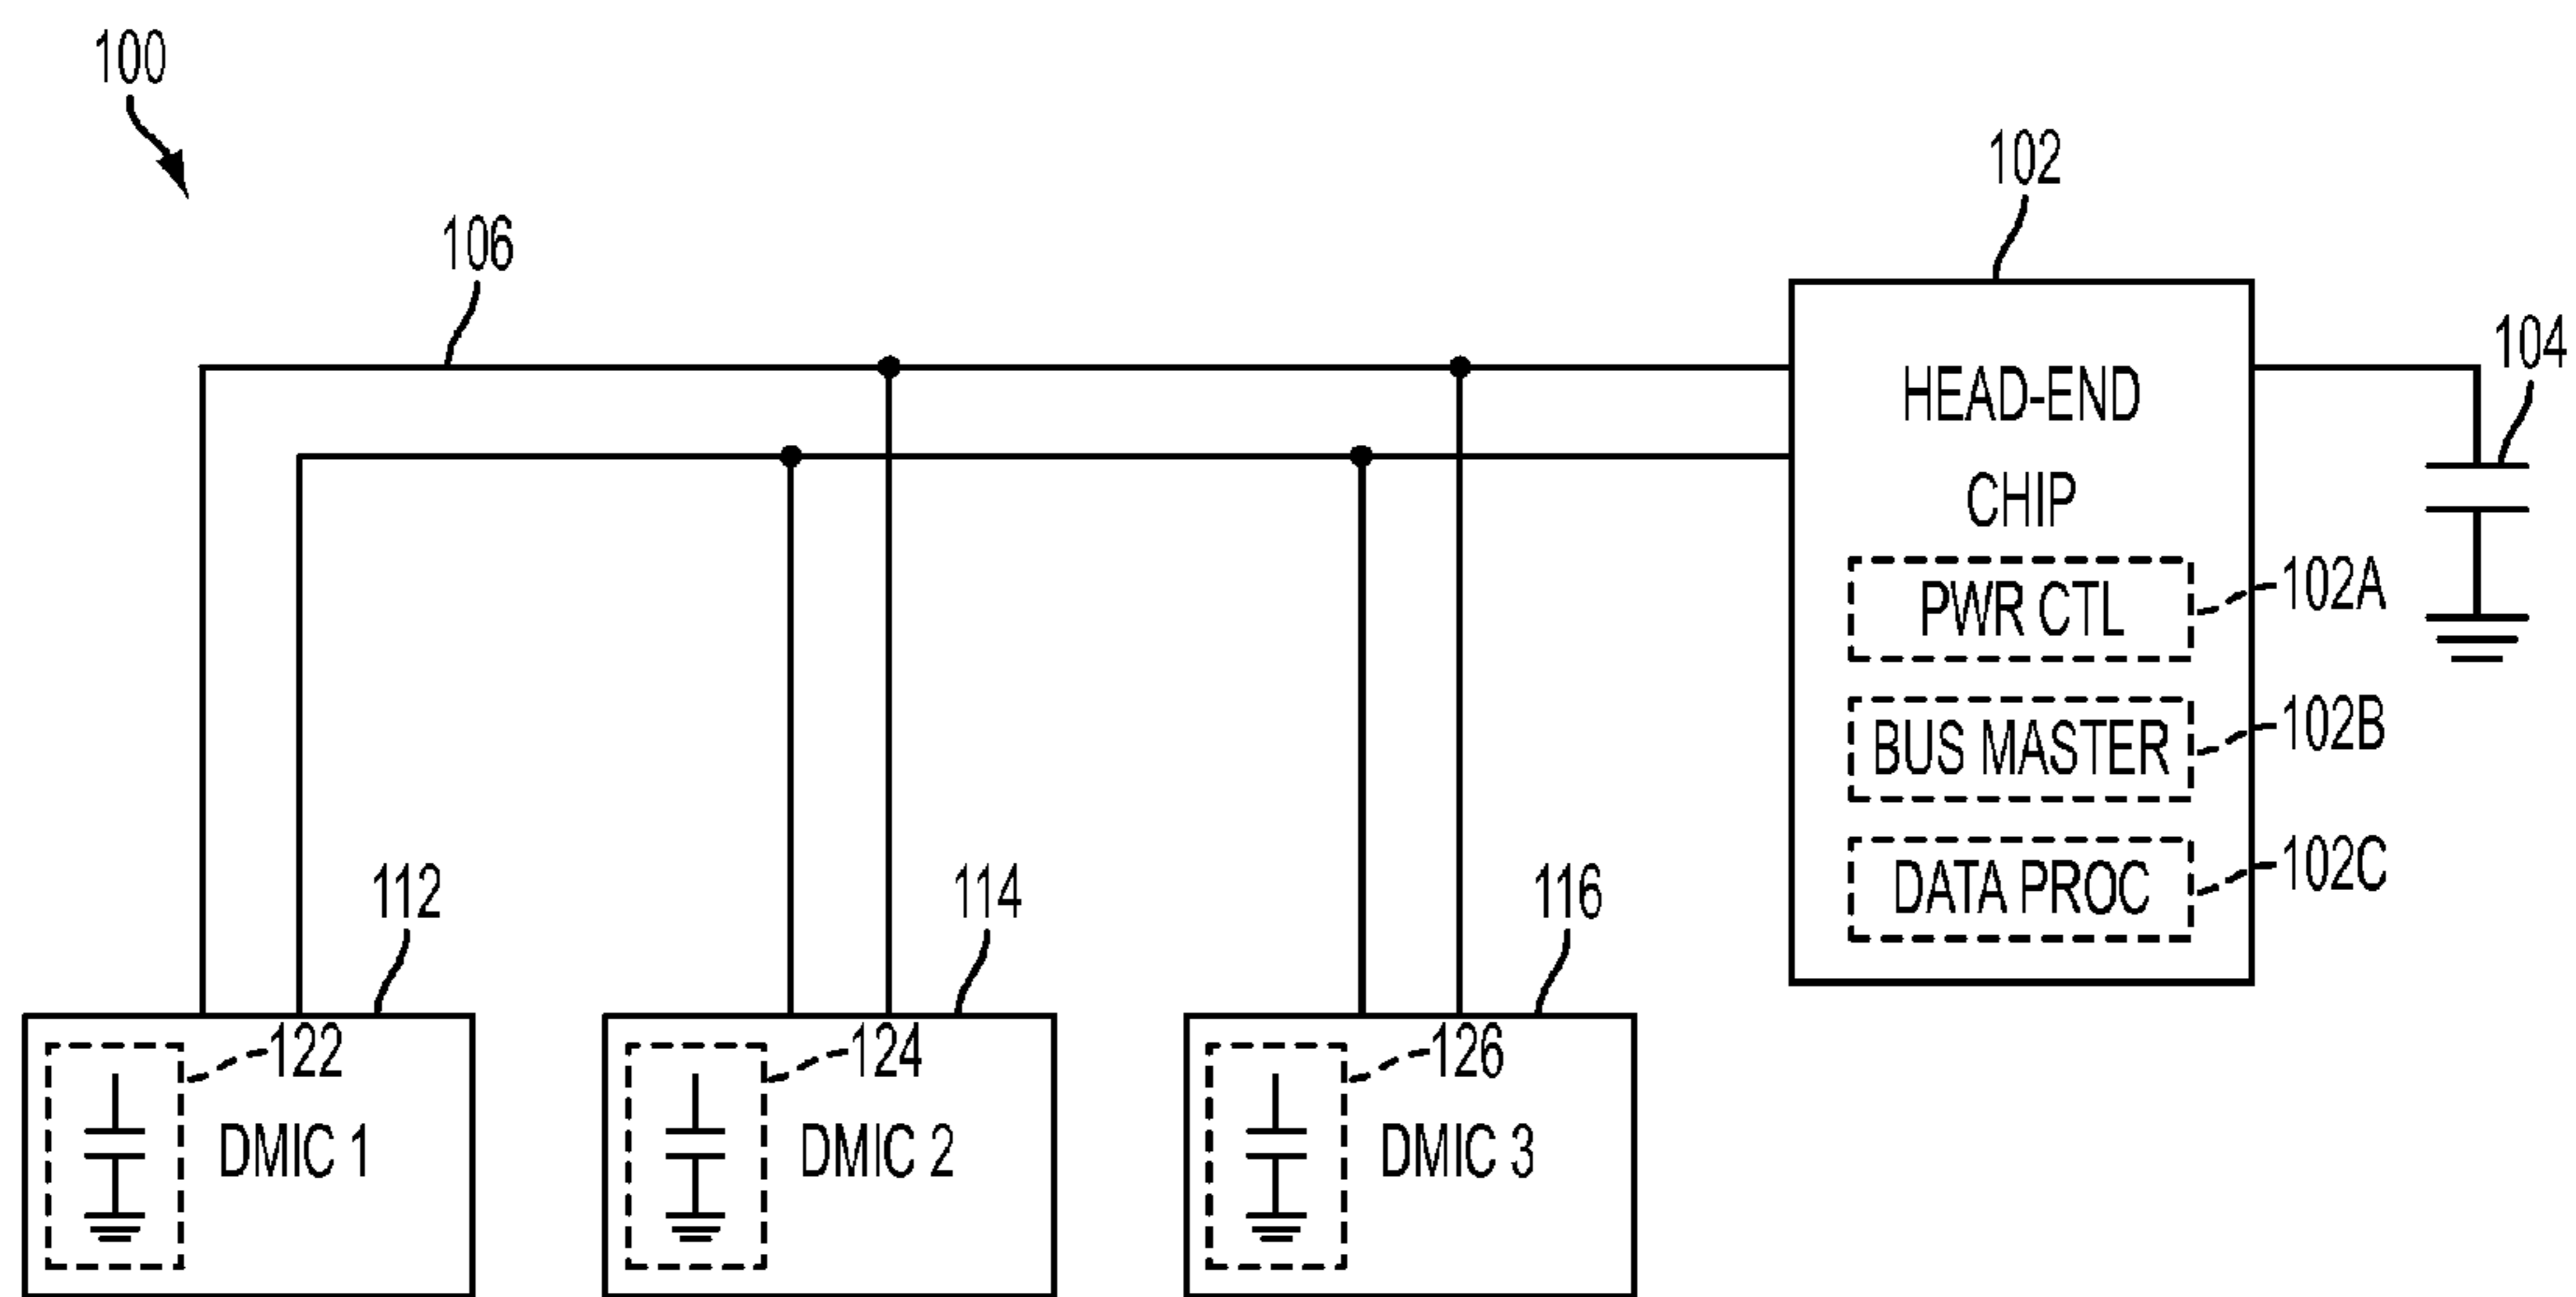 100
102
106
104
HEAD-END
CHIP
PWR CTL
102A
BUS MASTER
102B
DATA PROC
102C
112
114
116
122
DMIC 1
124
DMIC 2
126
DMIC 3